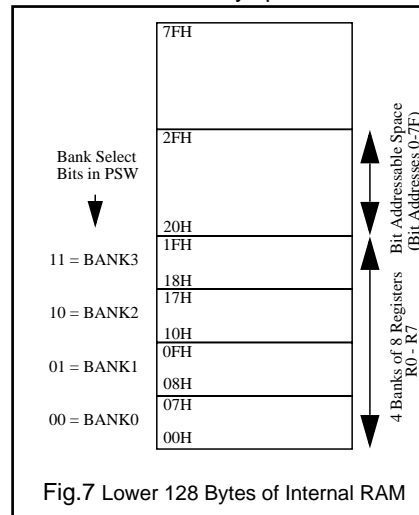 7FH
2FH
Bank Select
Bits in PSW
20H
1FH
11 = BANK3
18H
17H
10 = BANK2
10H
0FH
01 = BANK1
08H
07H
00 = BANK0
00H
Bit Addressable Space
(Bit Addresses 0-7F)
4 Banks of 8 Registers
R0 - R7
Fig.7 Lower 128 Bytes of Internal RAM